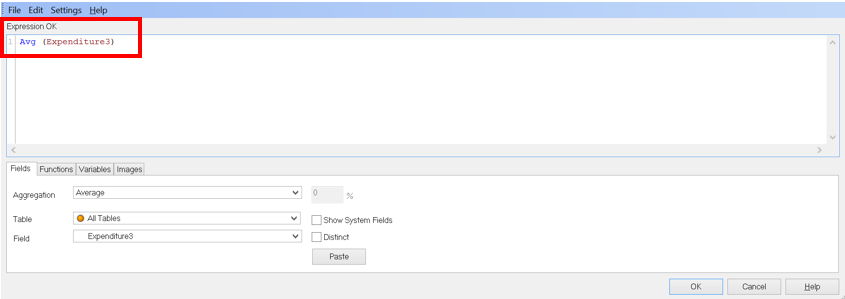 File Edit Settings Help
Expression OK
1 Avg (Expenditure3)
Fields Functions Variables Images
Aggregation Average 0 %
Table All Tables Show System Fields
Field Expenditure3 Distinct
Paste
OK Cancel Help